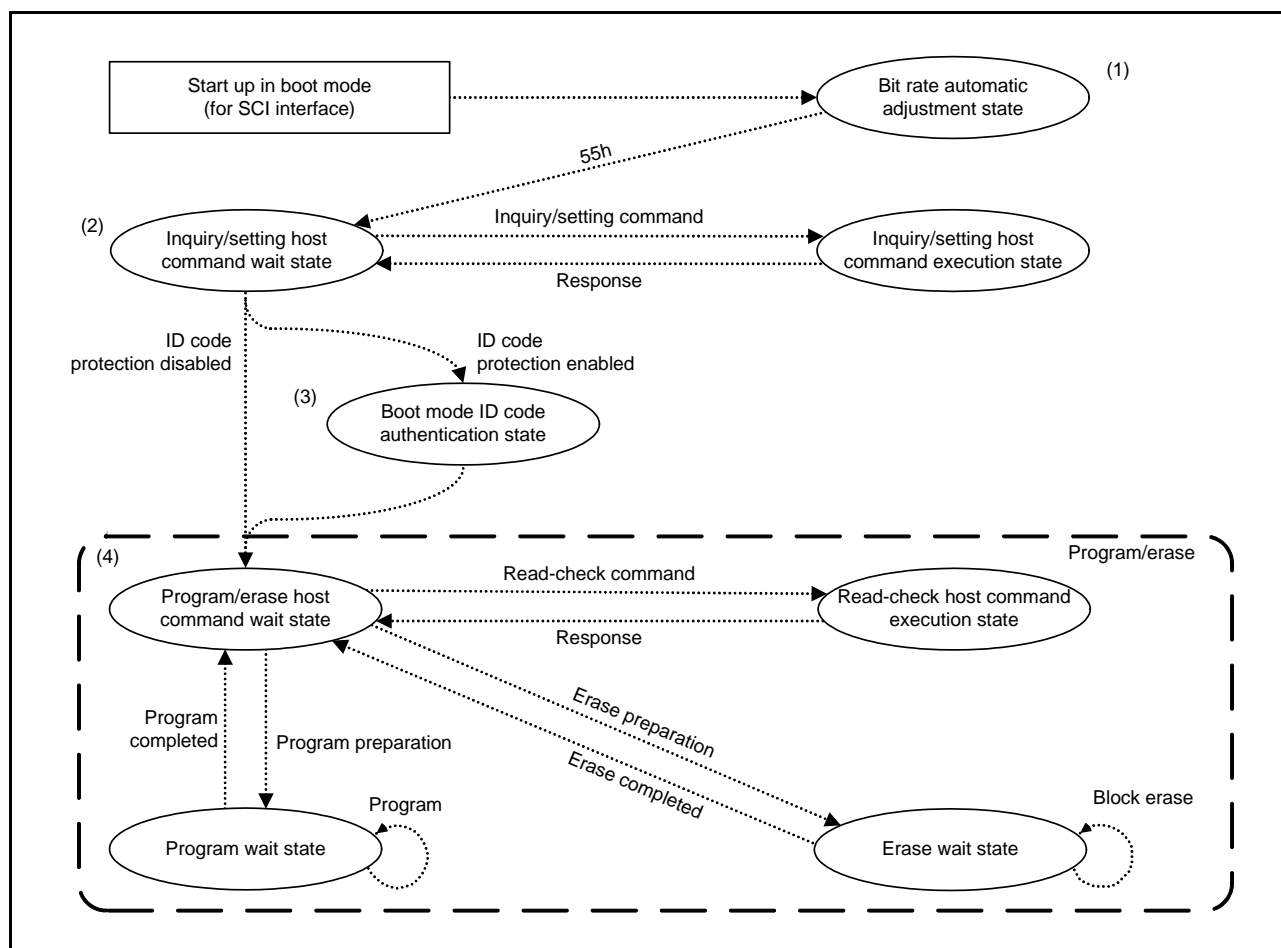 Start up in boot mode
(for SCI interface)
Bit rate automatic
adjustment state
(1)
55h
(2)
Inquiry/setting host
command wait state
Inquiry/setting command
Response
Inquiry/setting host
command execution state
ID code
protection disabled
ID code
protection enabled
(3)
Boot mode ID code
authentication state
(4)
Program/erase
Program/erase host
command wait state
Read-check command
Response
Read-check host command
execution state
Program
completed
Program preparation
Erase preparation
Erase completed
Program wait state
Program
Erase wait state
Block erase